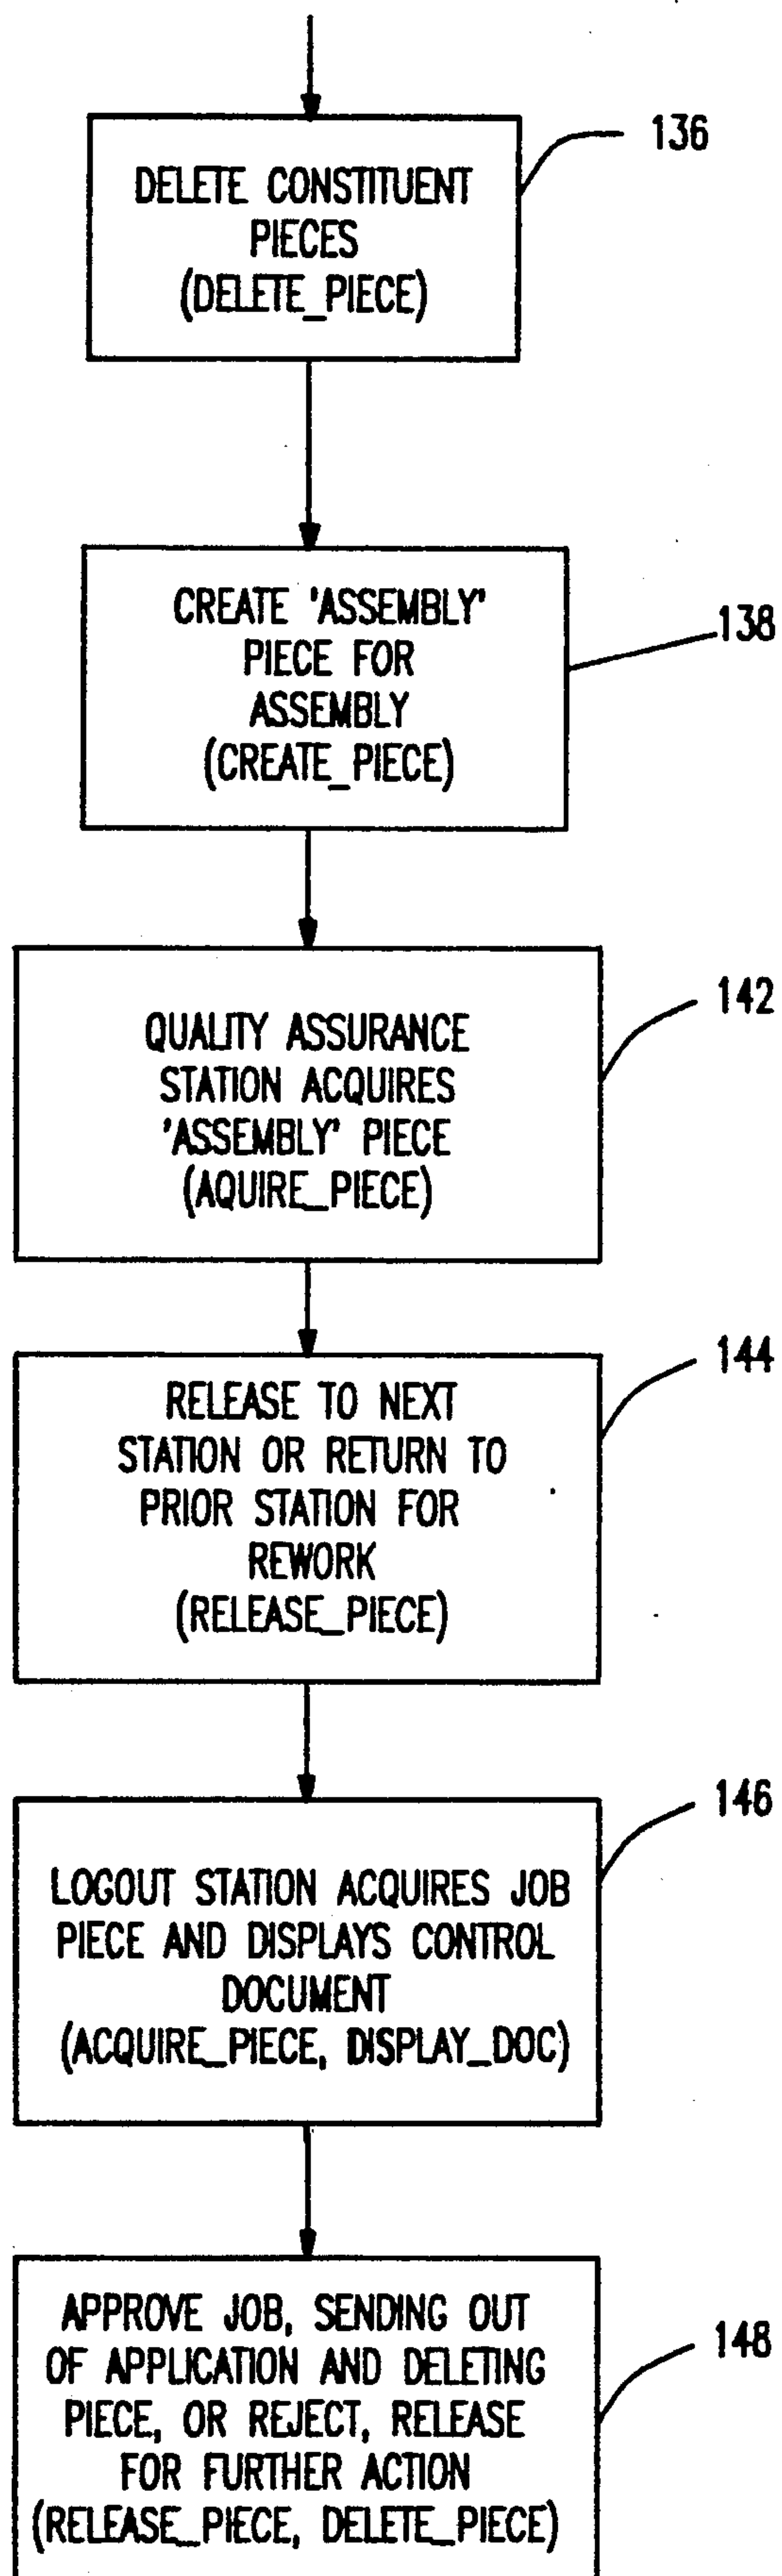 136
DELETE CONSTITUENT
PIECES
(DELETE_PIECE)
138
CREATE 'ASSEMBLY'
PIECE FOR
ASSEMBLY
(CREATE_PIECE)
142
QUALITY ASSURANCE
STATION ACQUIRES
'ASSEMBLY' PIECE
(AQUIRE_PIECE)
144
RELEASE TO NEXT
STATION OR RETURN TO
PRIOR STATION FOR
REWORK
(RELEASE_PIECE)
146
LOGOUT STATION ACQUIRES JOB
PIECE AND DISPLAYS CONTROL
DOCUMENT
(ACQUIRE_PIECE, DISPLAY_DOC)
148
APPROVE JOB, SENDING OUT
OF APPLICATION AND DELETING
PIECE, OR REJECT, RELEASE
FOR FURTHER ACTION
(RELEASE_PIECE, DELETE_PIECE)